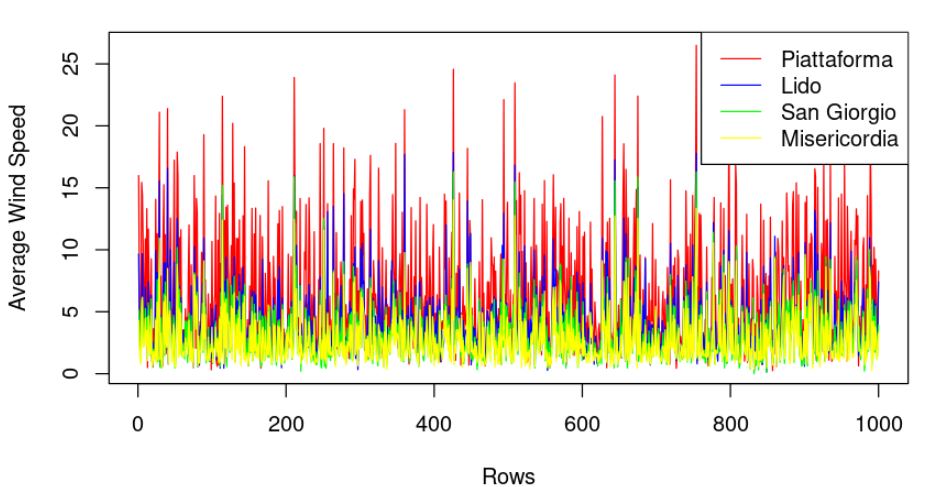 Average Wind Speed
25
20
15
10
5
0
Piattaforma
Lido
San Giorgio
Misericordia
0 200 400 600 800 1000
Rows